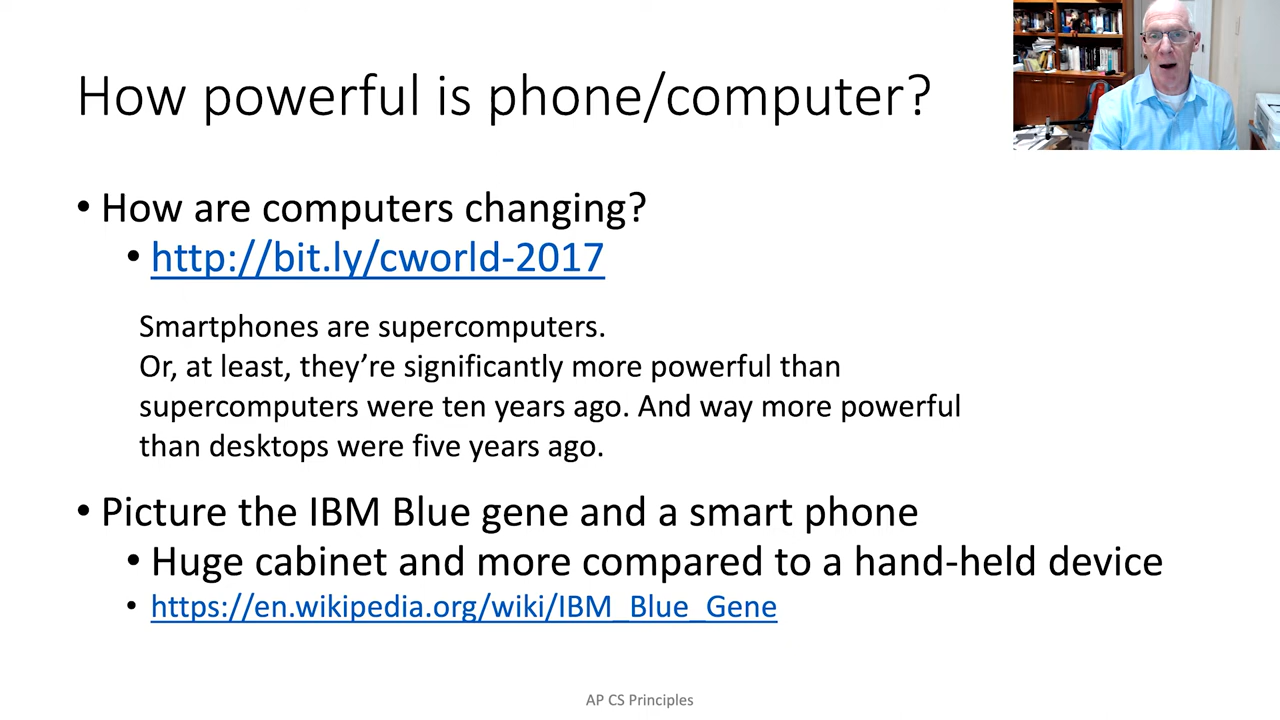 How powerful is phone/computer?
• How are computers changing?
• http://bit.ly/cworld-2017
Smartphones are supercomputers.
Or, at least, they’re significantly more powerful than
supercomputers were ten years ago. And way more powerful
than desktops were five years ago.
• Picture the IBM Blue gene and a smart phone
• Huge cabinet and more compared to a hand-held device
• https://en.wikipedia.org/wiki/IBM_Blue_Gene
AP CS Principles